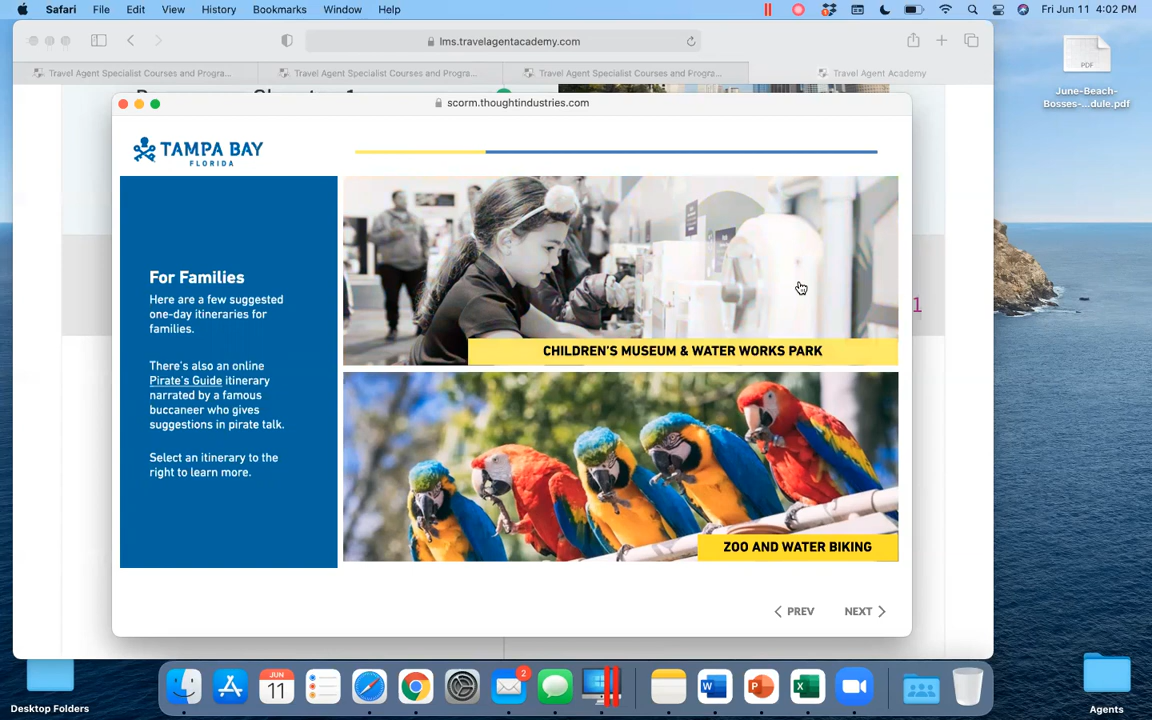 Safari File Edit View History Bookmarks Window Help
Fri Jun 11 4:02 PM
lms.travelagentacademy.com
Travel Agent Specialist Courses and Progra...
Travel Agent Specialist Courses and Progra...
Travel Agent Specialist Courses and Progra...
Travel Agent Academy
scorm.thoughtindustries.com
PDF
June-Beach-
Bosses-...dule.pdf
TAMPA BAY
FLORIDA
For Families
Here are a few suggested
one-day itineraries for
families.
There's also an online
Pirate's Guide itinerary
narrated by a famous
buccaneer who gives
suggestions in pirate talk.
Select an itinerary to the
right to learn more.
CHILDREN'S MUSEUM & WATER WORKS PARK
1
ZOO AND WATER BIKING
PREV NEXT
JUN
11
2
W
P
X
Desktop Folders
Agents